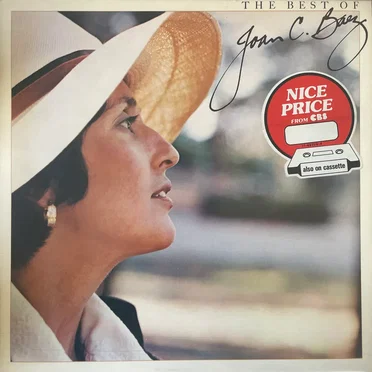 THE BEST OF
Joan C. Baez
NICE
PRICE
FROM CBS
also on cassette